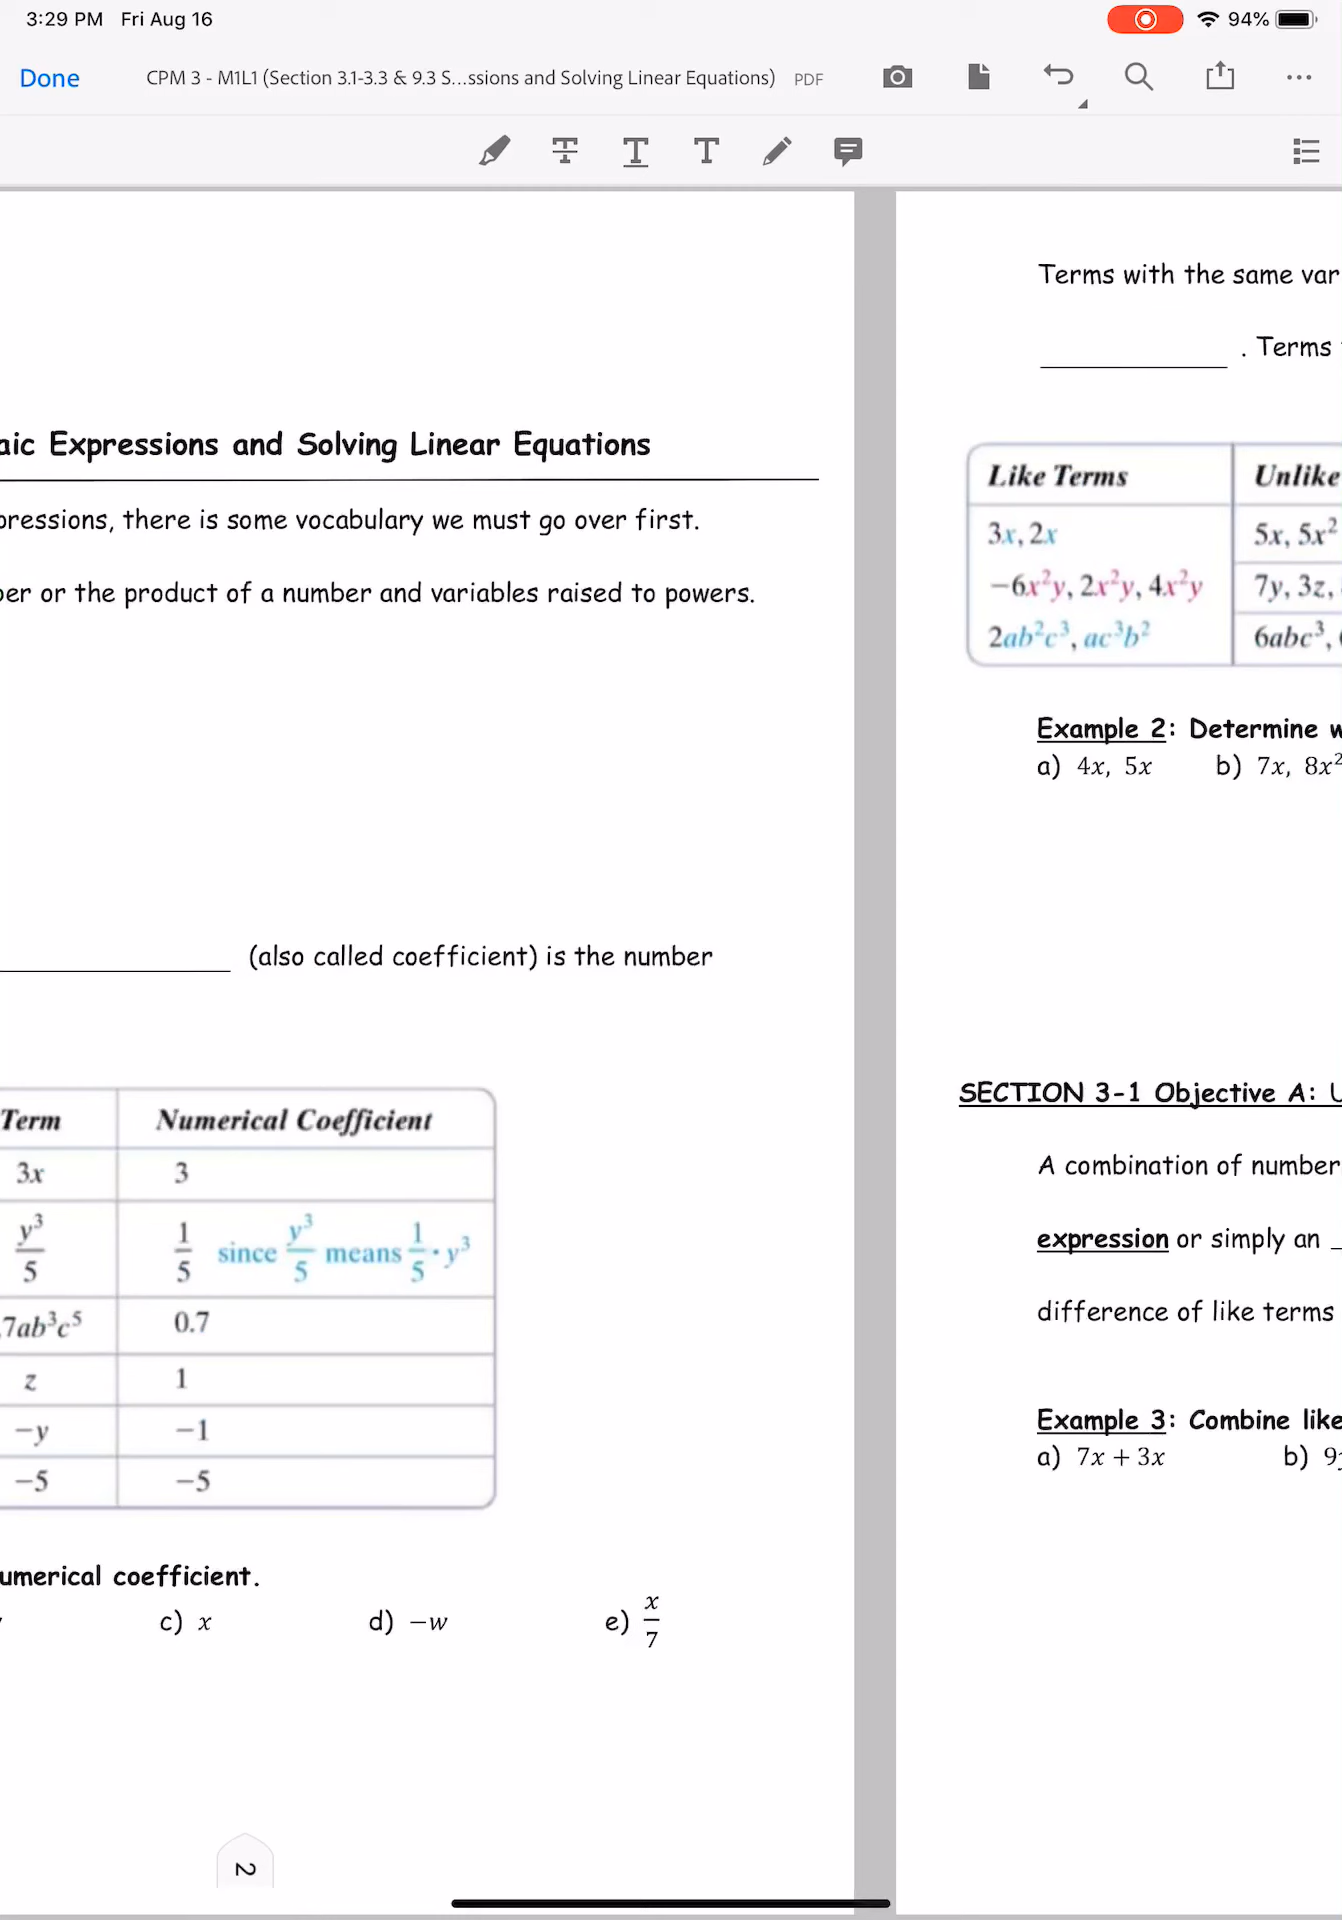 3:29 PM Fri Aug 16
94%
Done
CPM 3 - M1L1 (Section 3.1-3.3 & 9.3 S...ssions and Solving Linear Equations) PDF
aic Expressions and Solving Linear Equations
pressions, there is some vocabulary we must go over first.
ber or the product of a number and variables raised to powers.
(also called coefficient) is the number
Term Numerical Coefficient
3x 3
y³/5 1/5 since y³/5 means 1/5 · y³
.7ab³c⁵ 0.7
z 1
−y −1
−5 −5
umerical coefficient.
c) x d) −w e) x/7
2
Terms with the same var
. Terms
Like Terms Unlike
3x, 2x 5x, 5x²
−6x²y, 2x²y, 4x²y 7y, 3z,
2ab²c³, ac³b² 6abc³,
Example 2: Determine w
a) 4x, 5x b) 7x, 8x²
SECTION 3-1 Objective A: U
A combination of number
expression or simply an
difference of like terms
Example 3: Combine like
a) 7x + 3x b) 9